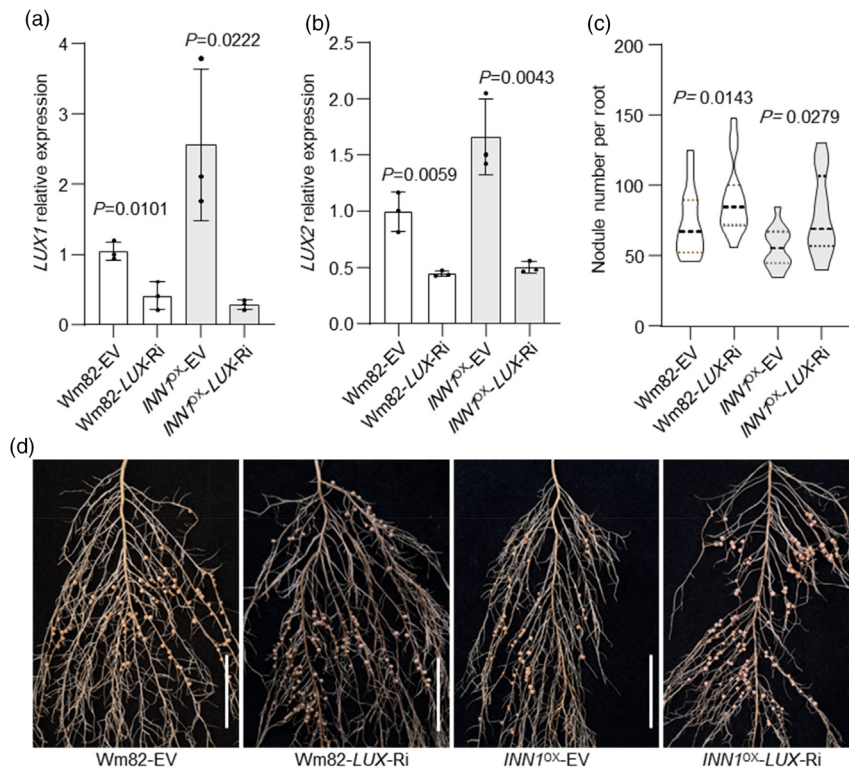 (a)
LUX1 relative expression
4
3
2
1
0
P=0.0101
P=0.0222
Wm82-EV
Wm82-LUX-Ri
INN1ᴼˣ-EV
INN1ᴼˣ-LUX-Ri
(b)
LUX2 relative expression
2.5
2.0
1.5
1.0
0.5
0.0
P=0.0059
P=0.0043
Wm82-EV
Wm82-LUX-Ri
INN1ᴼˣ-EV
INN1ᴼˣ-LUX-Ri
(c)
Nodule number per root
200
150
100
50
0
P= 0.0143
P=0.0279
Wm82-EV
Wm82-LUX-Ri
INN1ᴼˣ-EV
INN1ᴼˣ-LUX-Ri
(d)
Wm82-EV
Wm82-LUX-Ri
INN1ᴼˣ-EV
INN1ᴼˣ-LUX-Ri